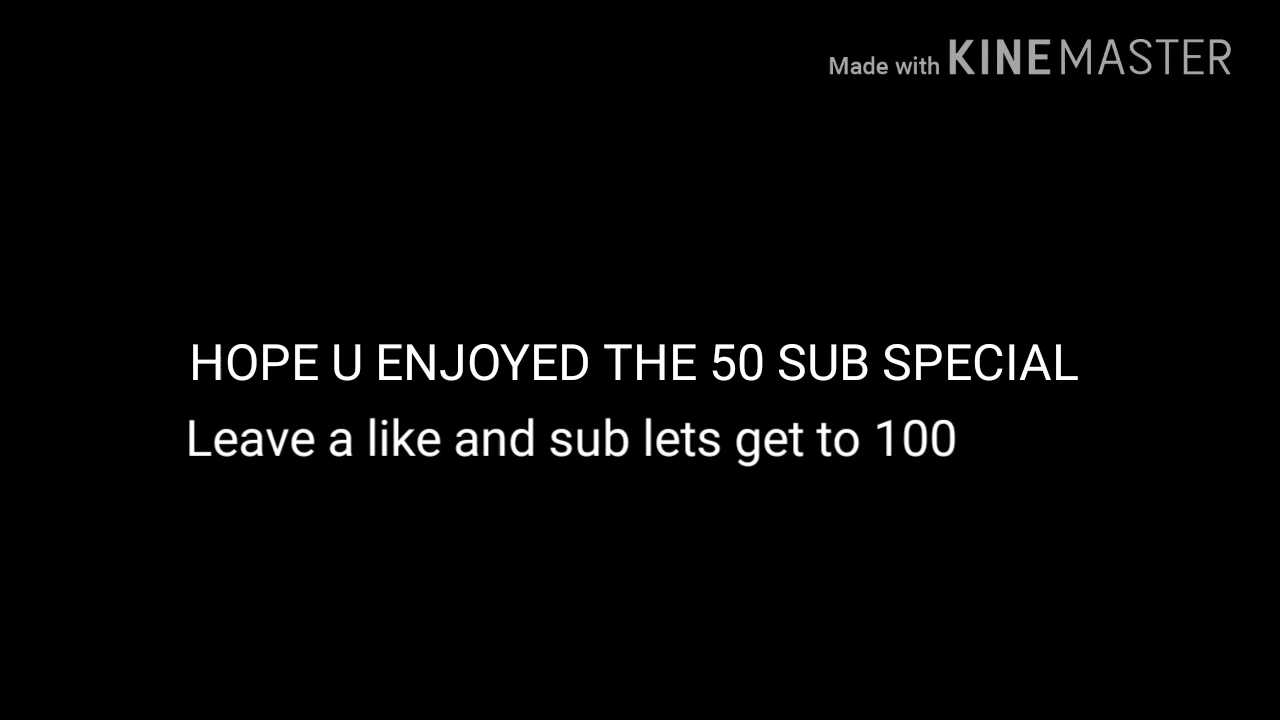 Made with KINEMASTER
HOPE U ENJOYED THE 50 SUB SPECIAL
Leave a like and sub lets get to 100